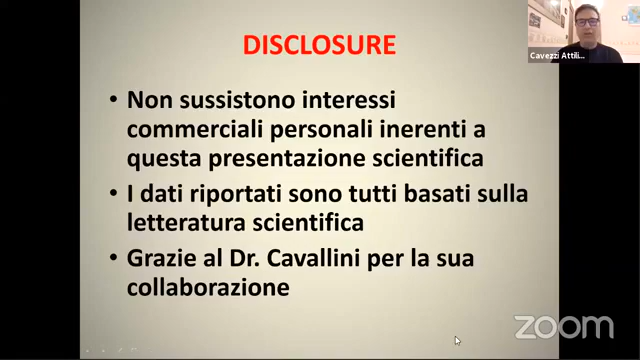 DISCLOSURE
Cavezzi Attili...
• Non sussistono interessi
commerciali personali inerenti a
questa presentazione scientifica
• I dati riportati sono tutti basati sulla
letteratura scientifica
• Grazie al Dr. Cavallini per la sua
collaborazione
zoom